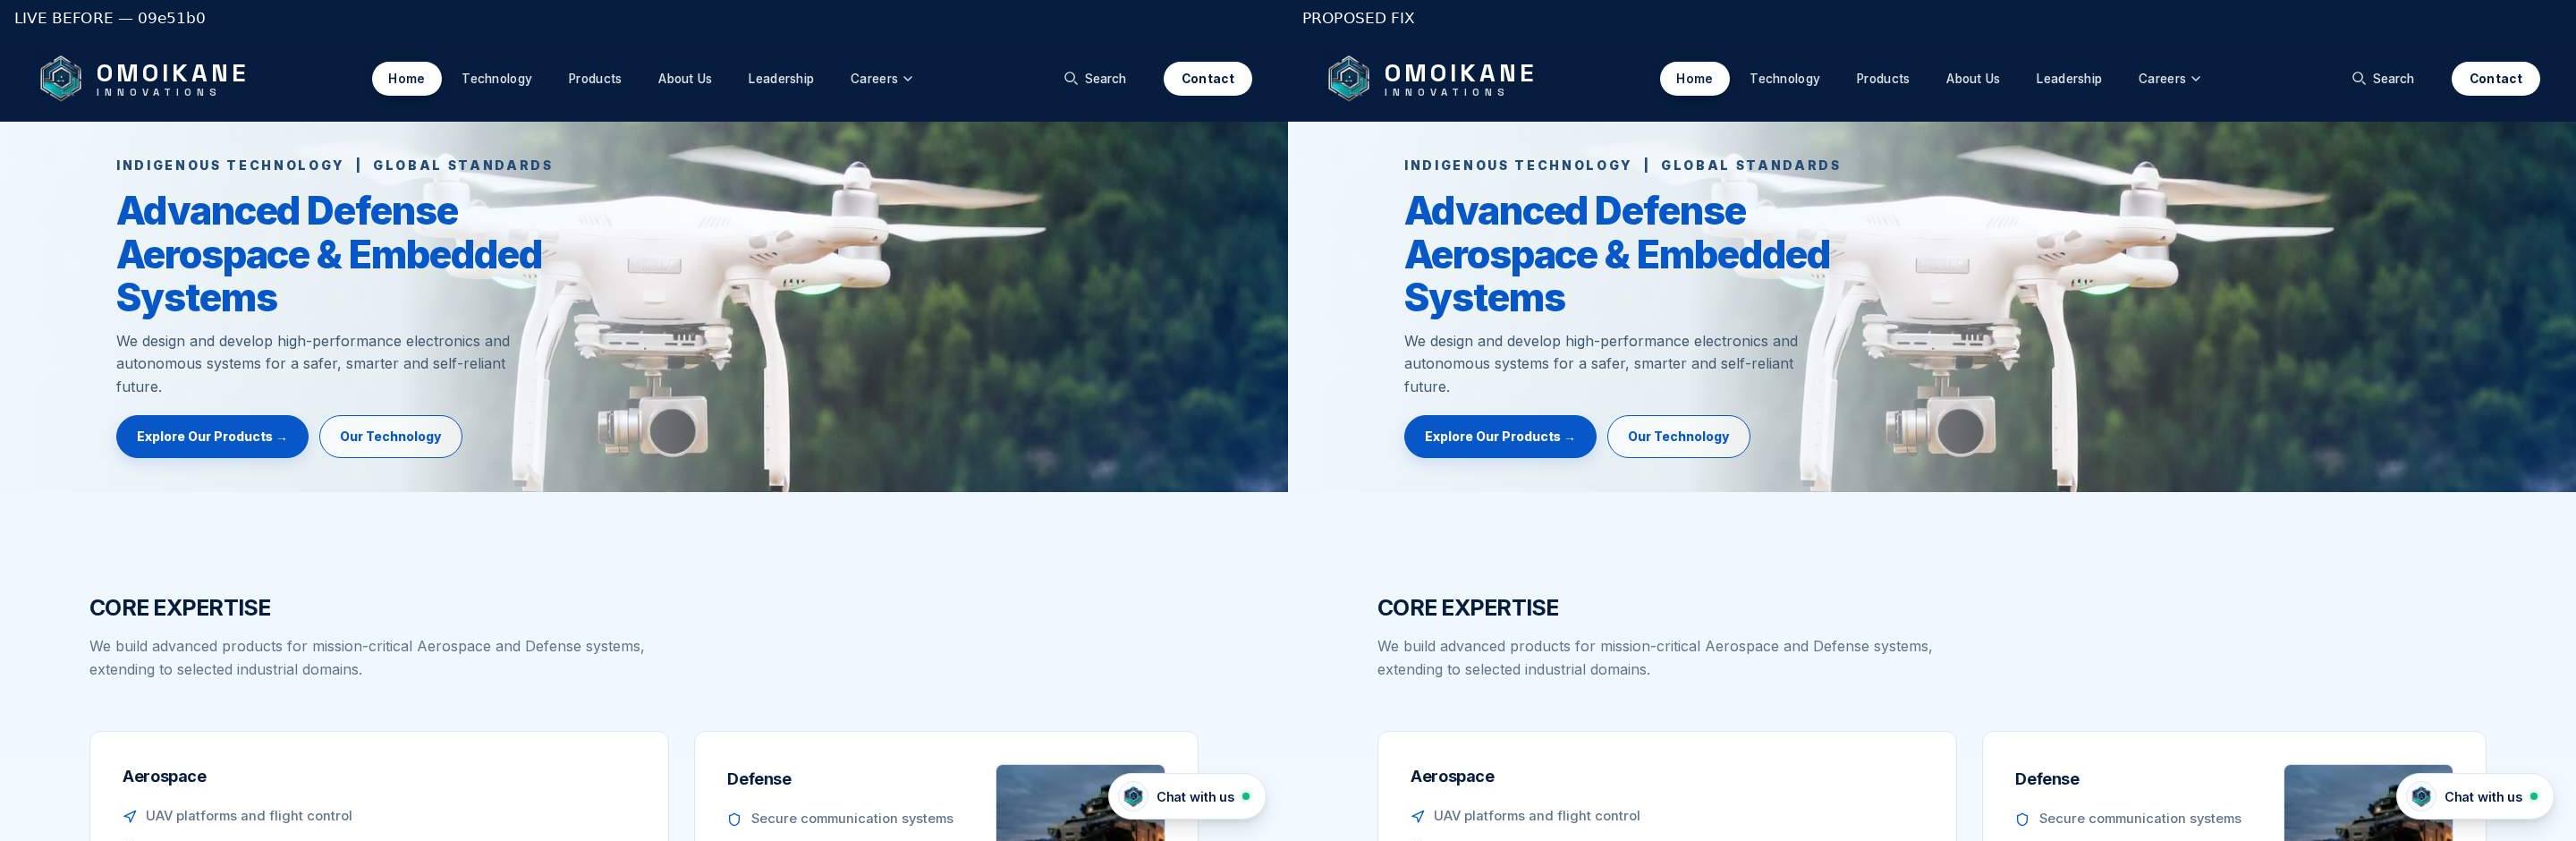 LIVE BEFORE — 09e51b0
OMOIKANE
INNOVATIONS
Home Technology Products About Us Leadership Careers Search Contact
INDIGENOUS TECHNOLOGY | GLOBAL STANDARDS
Advanced Defense
Aerospace & Embedded
Systems
We design and develop high-performance electronics and
autonomous systems for a safer, smarter and self-reliant
future.
Explore Our Products → Our Technology
CORE EXPERTISE
We build advanced products for mission-critical Aerospace and Defense systems,
extending to selected industrial domains.
Aerospace
UAV platforms and flight control
Defense
Secure communication systems
Chat with us
PROPOSED FIX
OMOIKANE
INNOVATIONS
Home Technology Products About Us Leadership Careers Search Contact
INDIGENOUS TECHNOLOGY | GLOBAL STANDARDS
Advanced Defense
Aerospace & Embedded
Systems
We design and develop high-performance electronics and
autonomous systems for a safer, smarter and self-reliant
future.
Explore Our Products → Our Technology
CORE EXPERTISE
We build advanced products for mission-critical Aerospace and Defense systems,
extending to selected industrial domains.
Aerospace
UAV platforms and flight control
Defense
Secure communication systems
Chat with us